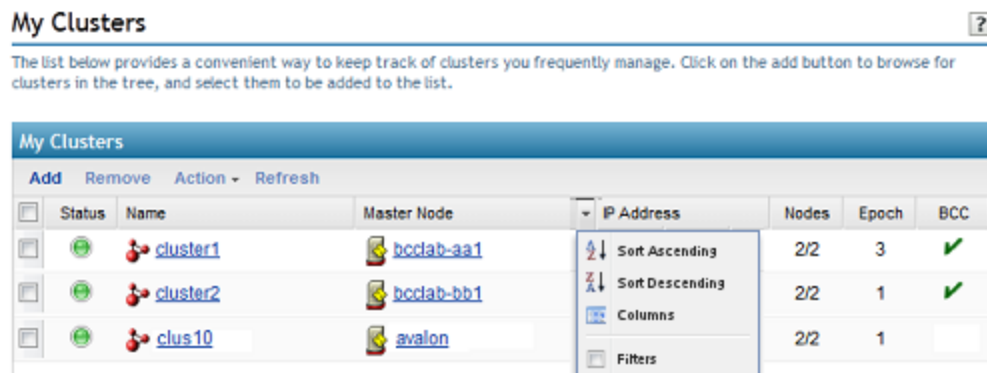 My Clusters
?
The list below provides a convenient way to keep track of clusters you frequently manage. Click on the add button to browse for
clusters in the tree, and select them to be added to the list.
My Clusters
Add Remove Action Refresh
Status Name Master Node IP Address Nodes Epoch BCC
cluster1 bcclab-aa1 2/2 3
Sort Ascending
cluster2 bcclab-bb1 2/2 1
Sort Descending
Columns
clus10 avalon 2/2 1
Filters